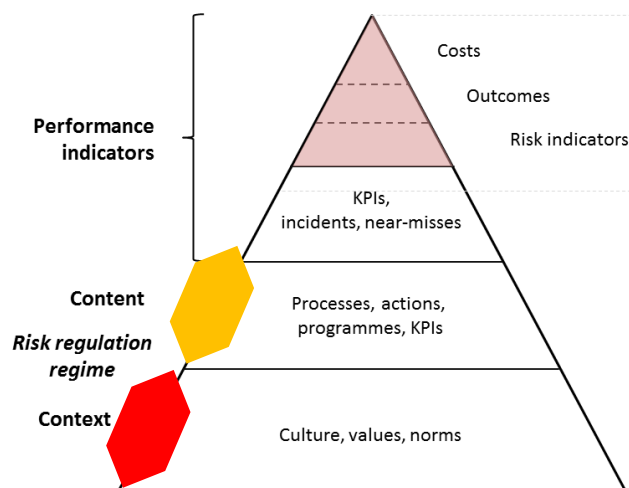 Costs
Outcomes
Performance
indicators
Risk indicators
KPIs,
incidents, near-misses
Content
Processes, actions,
programmes, KPIs
Risk regulation
regime
Context
Culture, values, norms